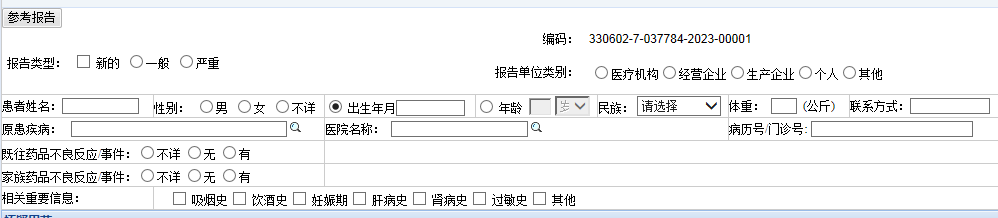 参考报告
编码： 330602-7-037784-2023-00001
报告类型： 新的 一般 严重
报告单位类别： 医疗机构 经营企业 生产企业 个人 其他
患者姓名： 性别： 男 女 不详 出生年月 年龄 岁 民族： 请选择 体重： (公斤) 联系方式：
原患疾病： 医院名称： 病历号/门诊号：
既往药品不良反应/事件： 不详 无 有
家族药品不良反应/事件： 不详 无 有
相关重要信息： 吸烟史 饮酒史 妊娠期 肝病史 肾病史 过敏史 其他